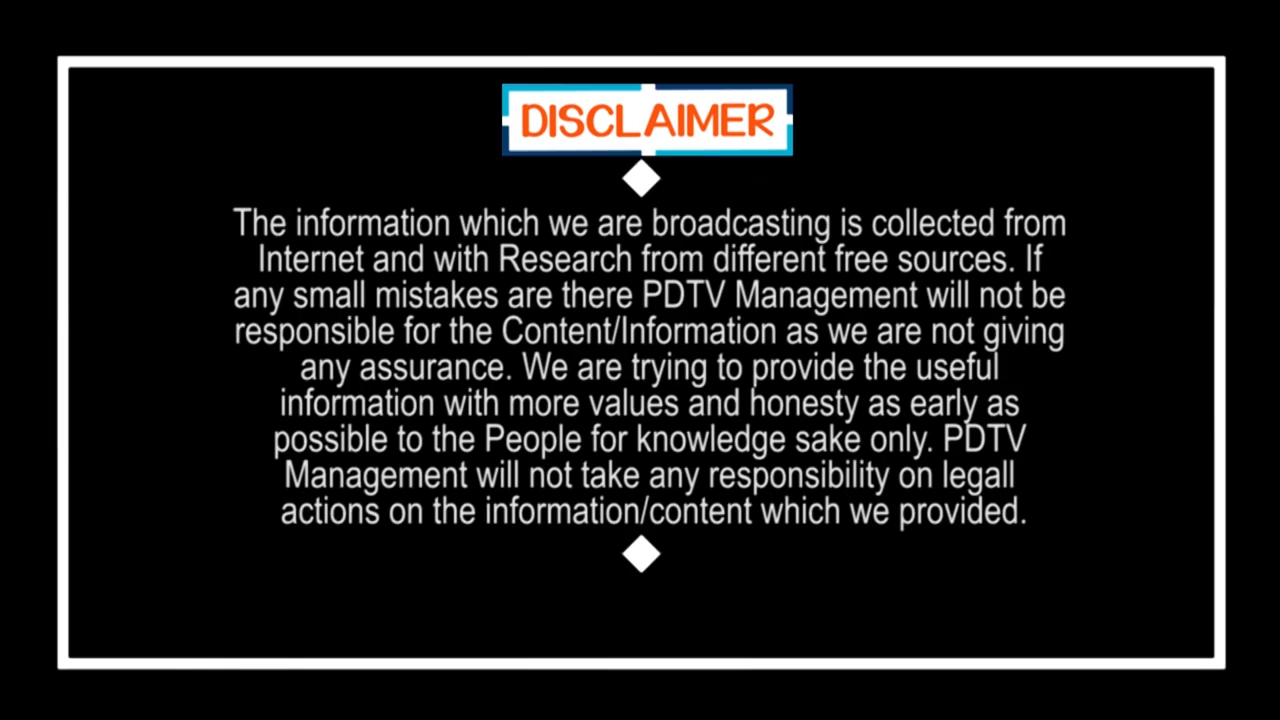 DISCLAIMER
The information which we are broadcasting is collected from
Internet and with Research from different free sources. If
any small mistakes are there PDTV Management will not be
responsible for the Content/Information as we are not giving
any assurance. We are trying to provide the useful
information with more values and honesty as early as
possible to the People for knowledge sake only. PDTV
Management will not take any responsibility on legall
actions on the information/content which we provided.